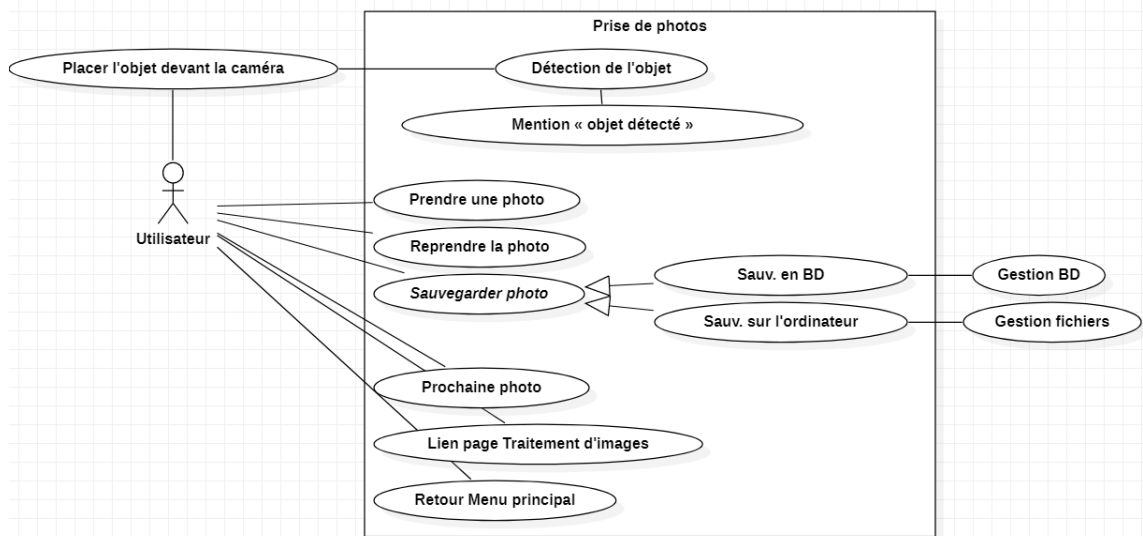 Prise de photos
Placer l'objet devant la caméra
Détection de l'objet
Mention « objet détecté »
Prendre une photo
Utilisateur
Reprendre la photo
Sauvegarder photo
Sauv. en BD
Gestion BD
Sauv. sur l'ordinateur
Gestion fichiers
Prochaine photo
Lien page Traitement d'images
Retour Menu principal